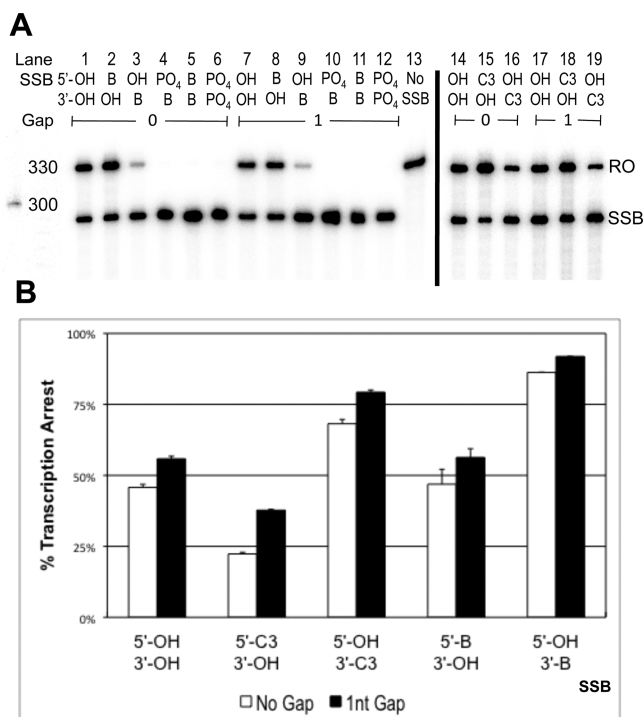 A
Lane 1 2 3 4 5 6 7 8 9 10 11 12 13 14 15 16 17 18 19
SSB 5'-OH B OH PO4 B PO4 OH B OH PO4 B PO4 No OH C3 OH OH C3 OH
3'-OH OH B B B PO4 OH OH B B B PO4 SSB OH OH C3 OH OH C3
Gap 0 1 0 1
330 RO
300
SSB
B
100%
75%
50%
25%
0%
% Transcription Arrest
5'-OH 5'-C3 5'-OH 5'-B 5'-OH
3'-OH 3'-OH 3'-C3 3'-OH 3'-B
SSB
No Gap 1nt Gap